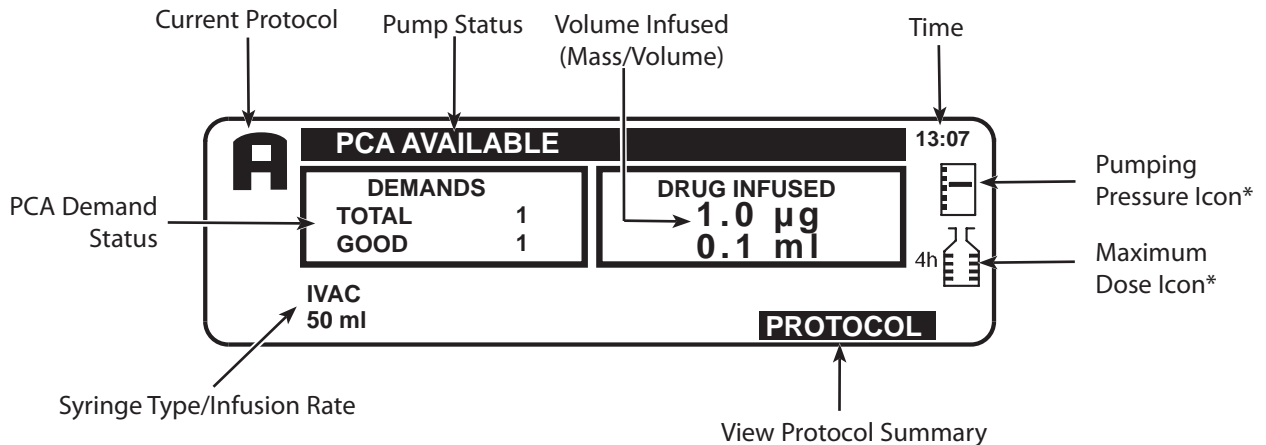 Current Protocol
Pump Status
Volume Infused
(Mass/Volume)
Time
A
PCA AVAILABLE
13:07
DEMANDS
TOTAL 1
GOOD 1
DRUG INFUSED
1.0 µg
0.1 ml
Pumping
Pressure Icon*
PCA Demand
Status
4h
Maximum
Dose Icon*
IVAC
50 ml
PROTOCOL
Syringe Type/Infusion Rate
View Protocol Summary